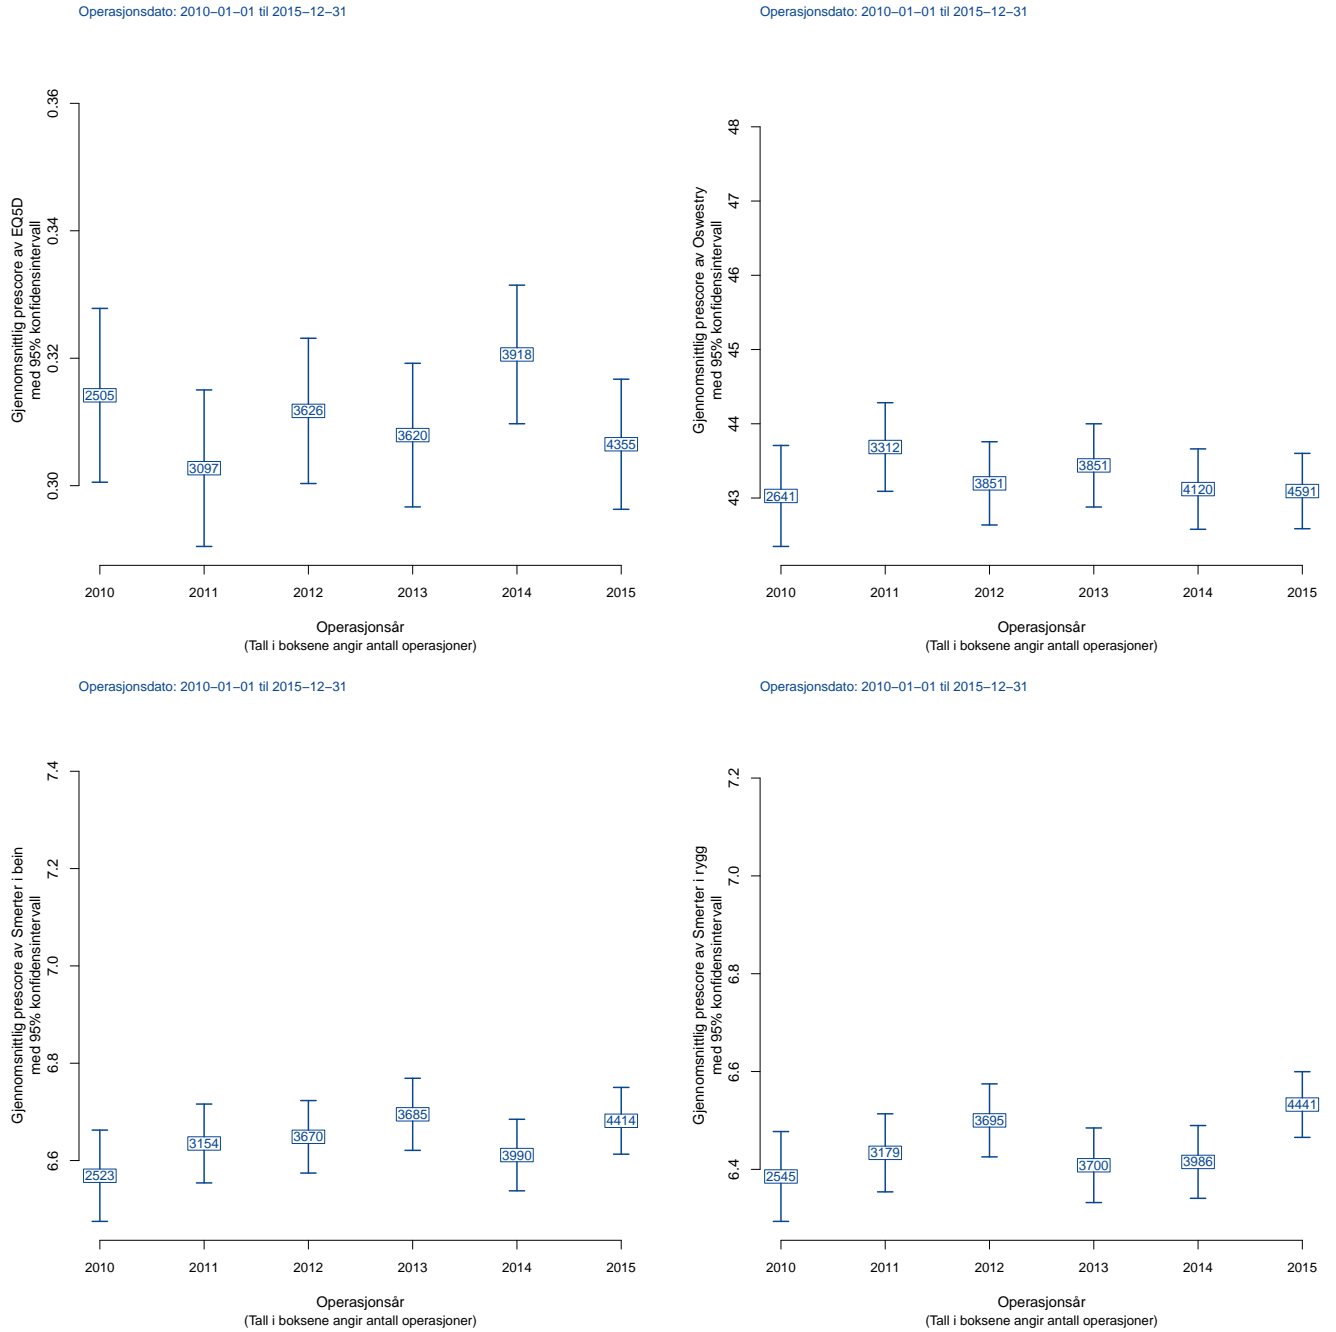 Operasjonsdato: 2010−01−01 til 2015−12−31
Gjennomsnittlig prescore av EQ5D
med 95% konfidensintervall
0.36
0.34
0.32
0.30
2505
3097
3626
3620
3918
4355
2010 2011 2012 2013 2014 2015
Operasjonsår
(Tall i boksene angir antall operasjoner)
Operasjonsdato: 2010−01−01 til 2015−12−31
Gjennomsnittlig prescore av Oswestry
med 95% konfidensintervall
48
47
46
45
44
43
2641
3312
3851
3851
4120
4591
2010 2011 2012 2013 2014 2015
Operasjonsår
(Tall i boksene angir antall operasjoner)
Operasjonsdato: 2010−01−01 til 2015−12−31
Gjennomsnittlig prescore av Smerter i bein
med 95% konfidensintervall
7.4
7.2
7.0
6.8
6.6
2523
3154
3670
3685
3990
4414
2010 2011 2012 2013 2014 2015
Operasjonsår
(Tall i boksene angir antall operasjoner)
Operasjonsdato: 2010−01−01 til 2015−12−31
Gjennomsnittlig prescore av Smerter i rygg
med 95% konfidensintervall
7.2
7.0
6.8
6.6
6.4
2545
3179
3695
3700
3986
4441
2010 2011 2012 2013 2014 2015
Operasjonsår
(Tall i boksene angir antall operasjoner)